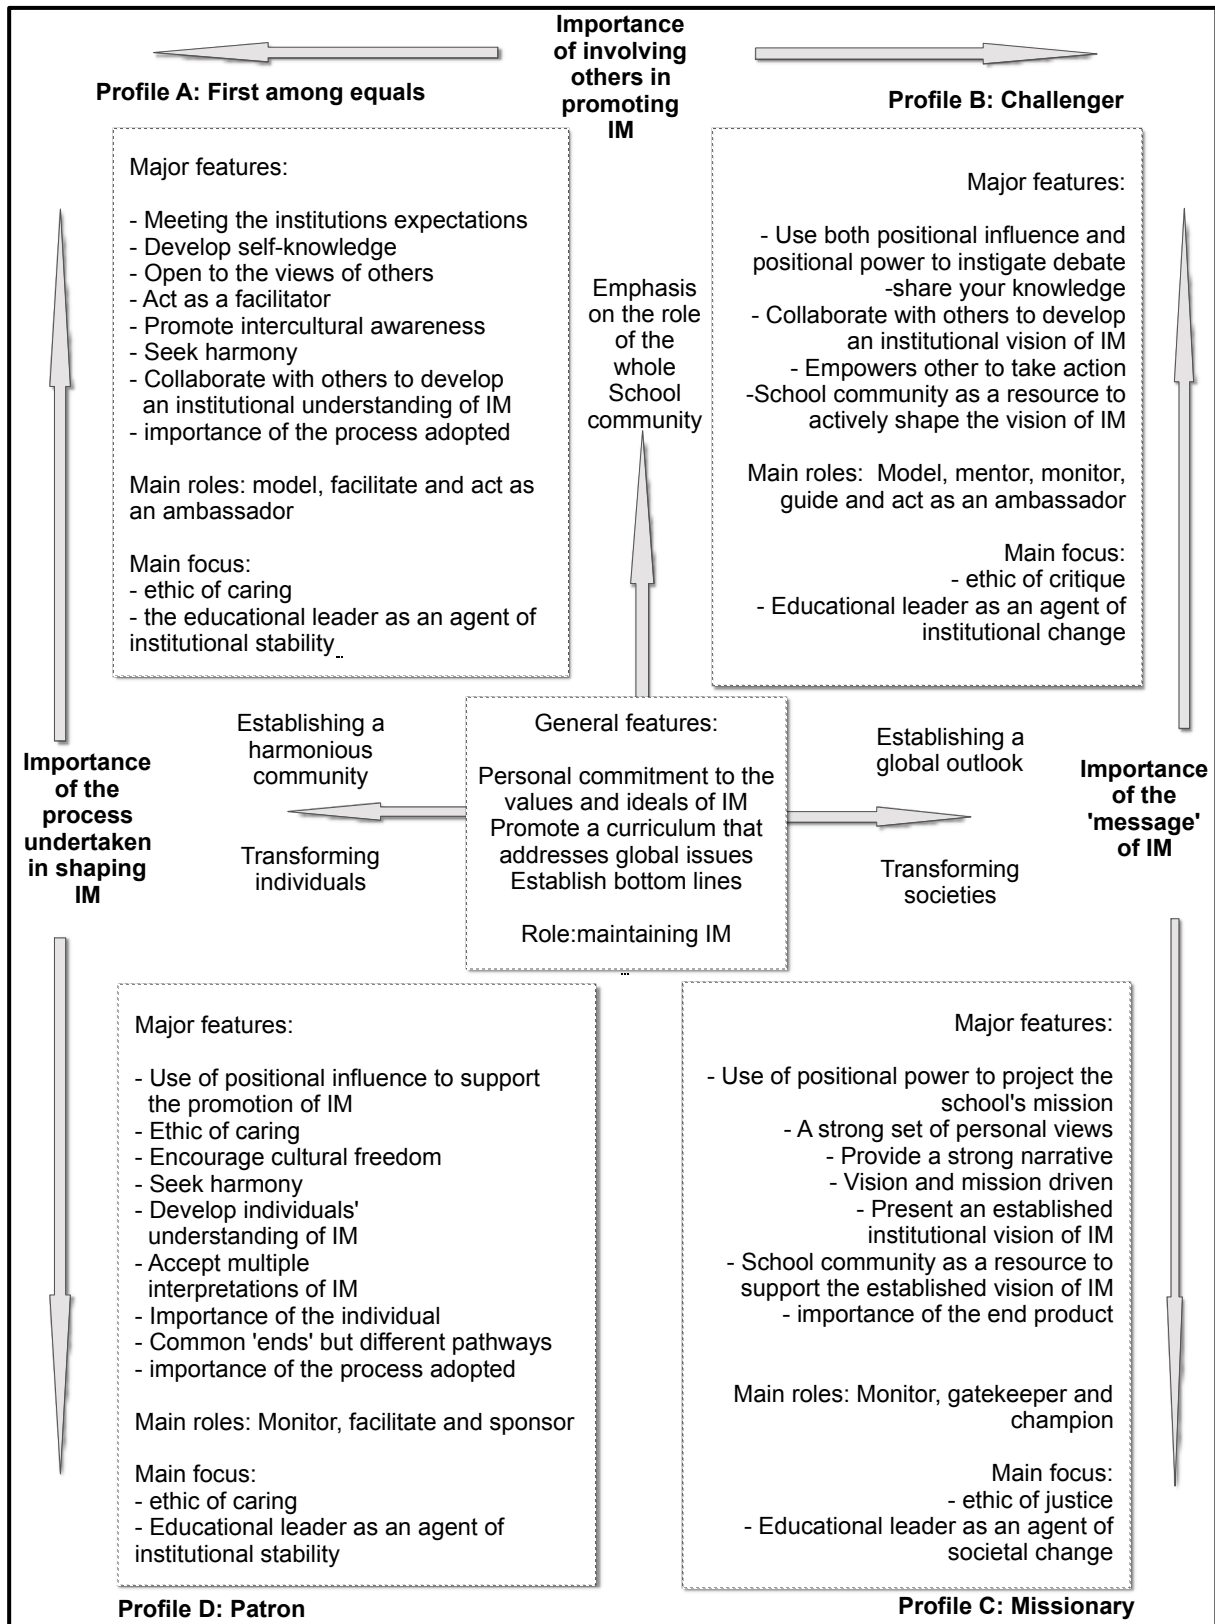 Importance
of involving
others in
promoting
IM
Profile A: First among equals
Profile B: Challenger
Major features:
- Meeting the institutions expectations
- Develop self-knowledge
- Open to the views of others
- Act as a facilitator
- Promote intercultural awareness
- Seek harmony
- Collaborate with others to develop
an institutional understanding of IM
- importance of the process adopted
Main roles: model, facilitate and act as
an ambassador
Main focus:
- ethic of caring
- the educational leader as an agent of
institutional stability
Emphasis
on the role
of the
whole
School
community
Major features:
- Use both positional influence and
positional power to instigate debate
-share your knowledge
- Collaborate with others to develop
an institutional vision of IM
- Empowers other to take action
-School community as a resource to
actively shape the vision of IM
Main roles:  Model, mentor, monitor,
guide and act as an ambassador
Main focus:
- ethic of critique
- Educational leader as an agent of
institutional change
Importance
of the
process
undertaken
in shaping
IM
Establishing a
harmonious
community
Transforming
individuals
General features:
Personal commitment to the
values and ideals of IM
Promote a curriculum that
addresses global issues
Establish bottom lines
Role:maintaining IM
Establishing a
global outlook
Transforming
societies
Importance
of the
'message'
of IM
Major features:
- Use of positional influence to support
the promotion of IM
- Ethic of caring
- Encourage cultural freedom
- Seek harmony
- Develop individuals'
understanding of IM
- Accept multiple
interpretations of IM
- Importance of the individual
- Common 'ends' but different pathways
- importance of the process adopted
Main roles: Monitor, facilitate and sponsor
Main focus:
- ethic of caring
- Educational leader as an agent of
institutional stability
Profile D: Patron
Major features:
- Use of positional power to project the
school's mission
- A strong set of personal views
- Provide a strong narrative
- Vision and mission driven
- Present an established
institutional vision of IM
- School community as a resource to
support the established vision of IM
- importance of the end product
Main roles: Monitor, gatekeeper and
champion
Main focus:
- ethic of justice
- Educational leader as an agent of
societal change
Profile C: Missionary